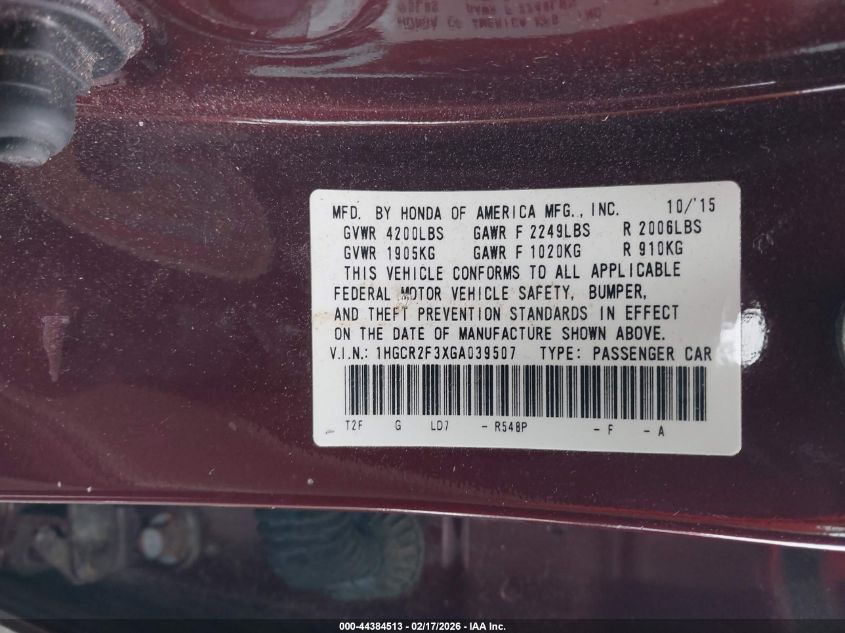 MFD. BY HONDA OF AMERICA MFG., INC. 10/'15
GVWR 4200LBS GAWR F 2249LBS R 2006LBS
GVWR 1905KG GAWR F 1020KG R 910KG
THIS VEHICLE CONFORMS TO ALL APPLICABLE
FEDERAL MOTOR VEHICLE SAFETY, BUMPER,
AND THEFT PREVENTION STANDARDS IN EFFECT
ON THE DATE OF MANUFACTURE SHOWN ABOVE.
V.I.N.: 1HGCR2F3XGA039507 TYPE: PASSENGER CAR
T2F G LD7 - R548P - F - A
000-44384513 - 02/17/2026 - IAA Inc.